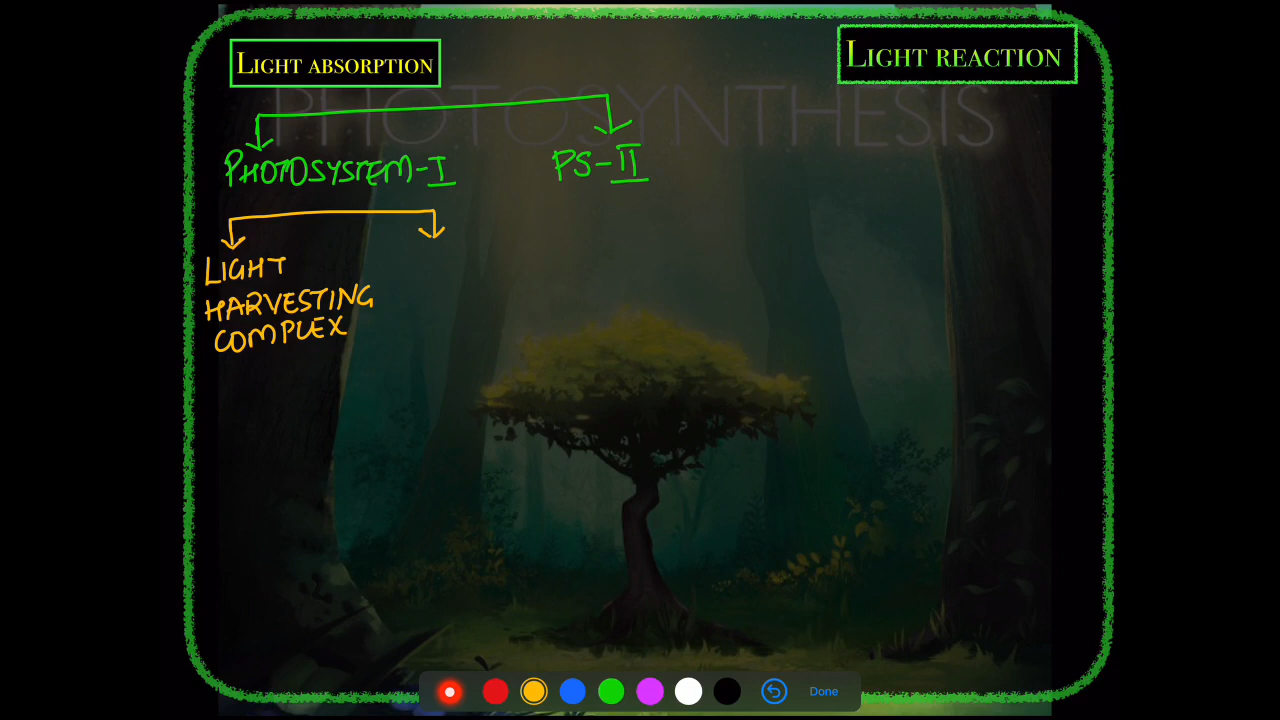 LIGHT ABSORPTION
LIGHT REACTION
PHOTOSYNTHESIS
PHOTOSYSTEM-I
PS-II
LIGHT
HARVESTING
COMPLEX
Done